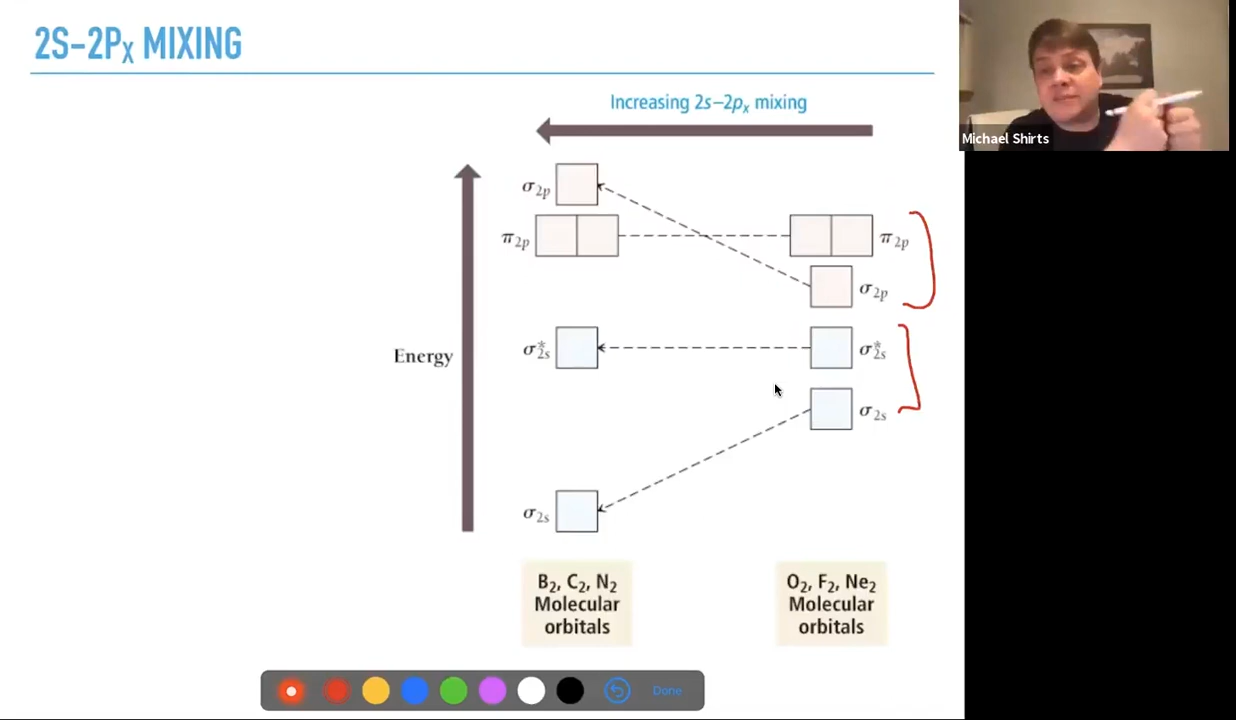 2S–2Pₓ MIXING
Michael Shirts
Increasing 2s–2pₓ mixing
σ₂ₚ
π₂ₚ
π₂ₚ
σ₂ₚ
Energy
σ*₂ₛ
σ*₂ₛ
σ₂ₛ
σ₂ₛ
B₂, C₂, N₂
Molecular
orbitals
O₂, F₂, Ne₂
Molecular
orbitals
Done